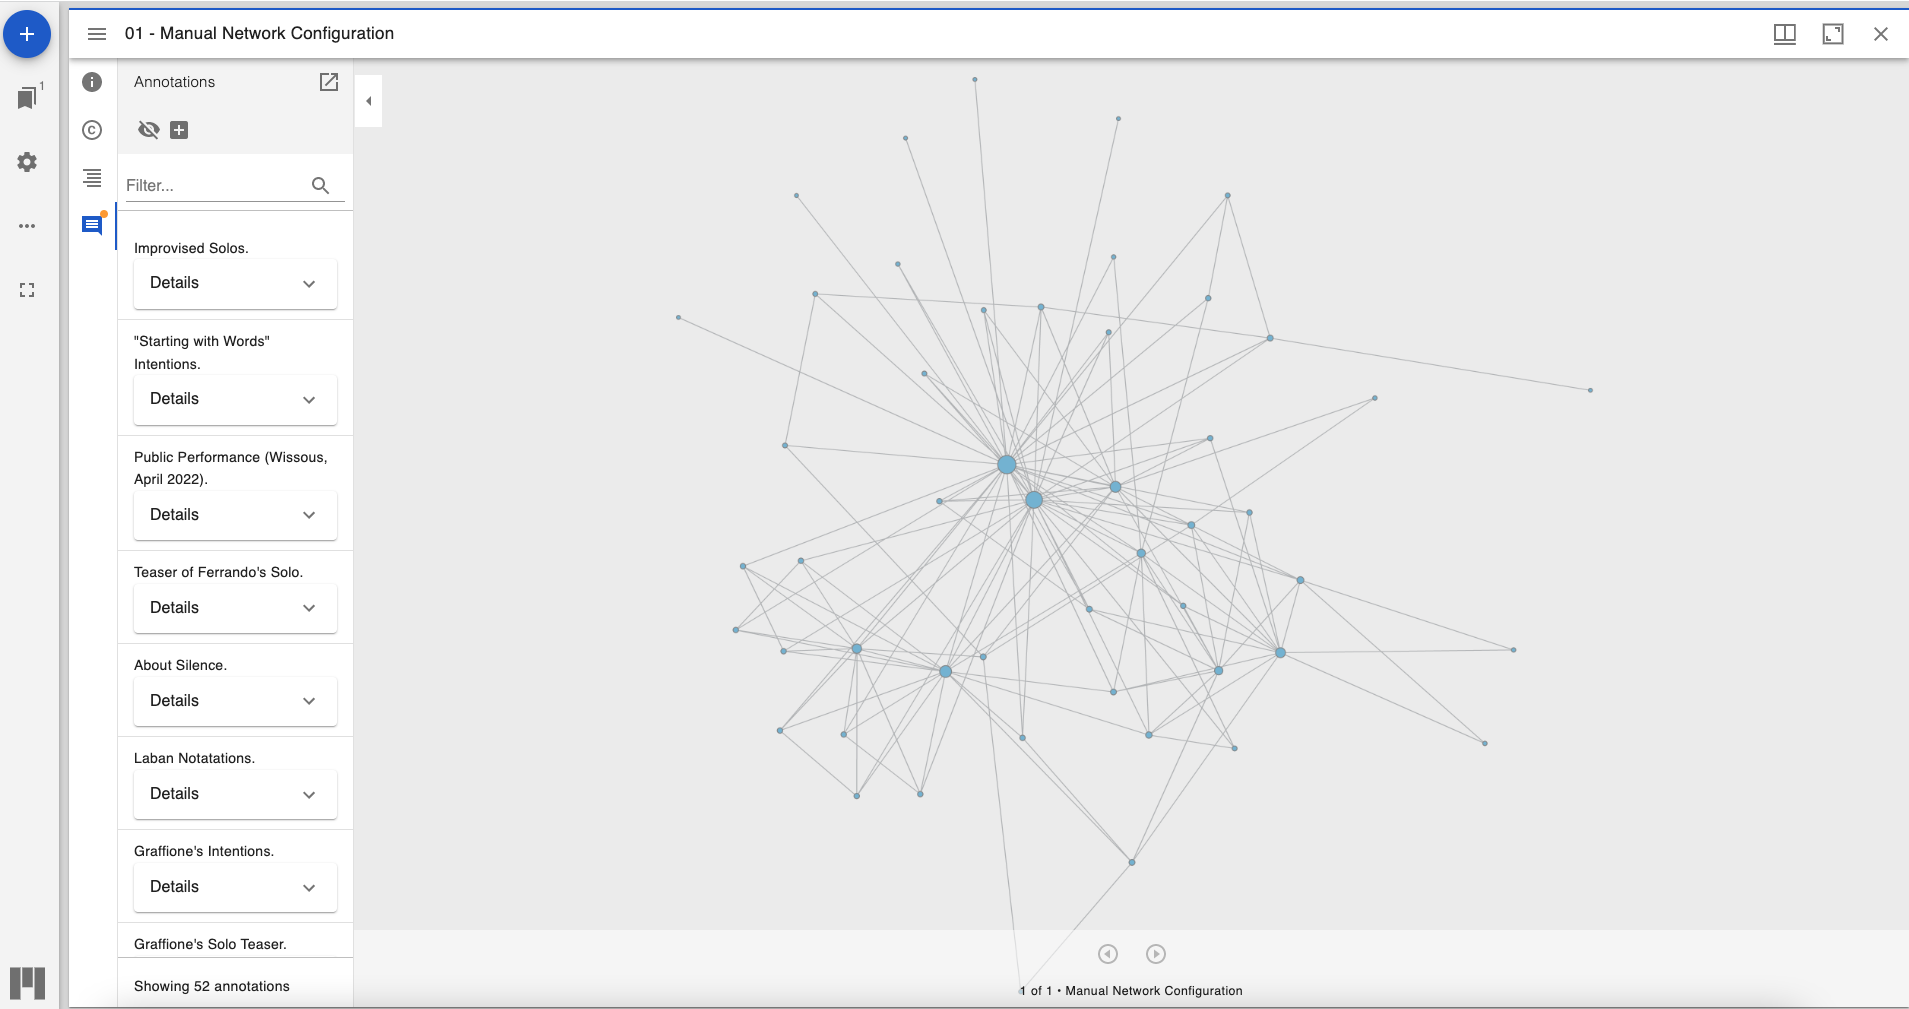 01 - Manual Network Configuration
1
Annotations
Filter...
Improvised Solos.
Details
"Starting with Words"
Intentions.
Details
Public Performance (Wissous,
April 2022).
Details
Teaser of Ferrando's Solo.
Details
About Silence.
Details
Laban Notatations.
Details
Graffione's Intentions.
Details
Graffione's Solo Teaser.
Showing 52 annotations
1 of 1 • Manual Network Configuration